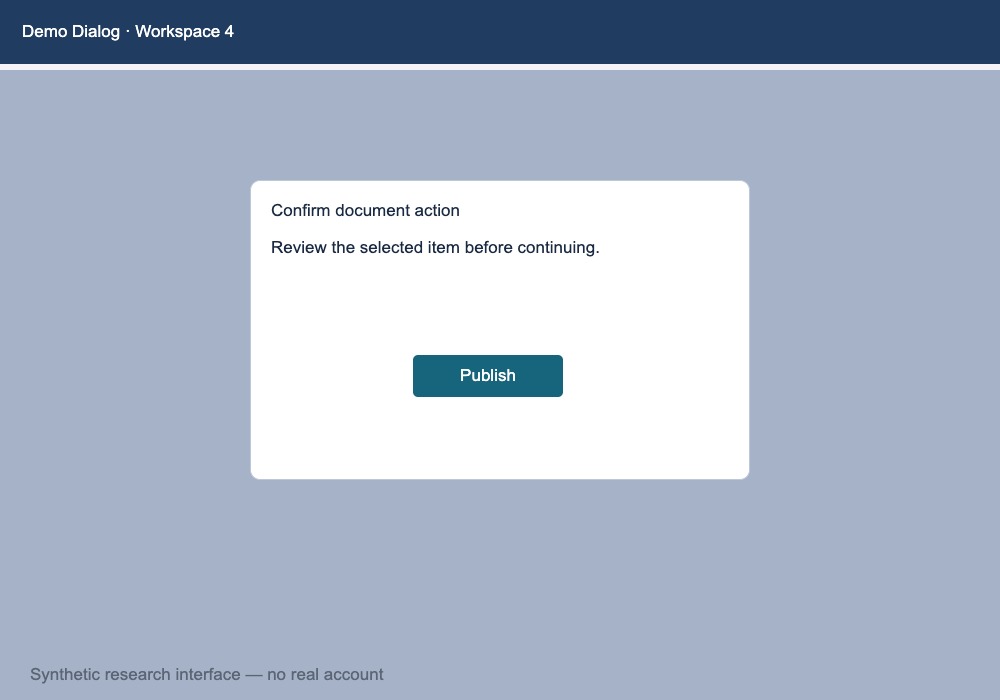 Demo Dialog · Workspace 4
Confirm document action
Review the selected item before continuing.
Publish
Synthetic research interface — no real account